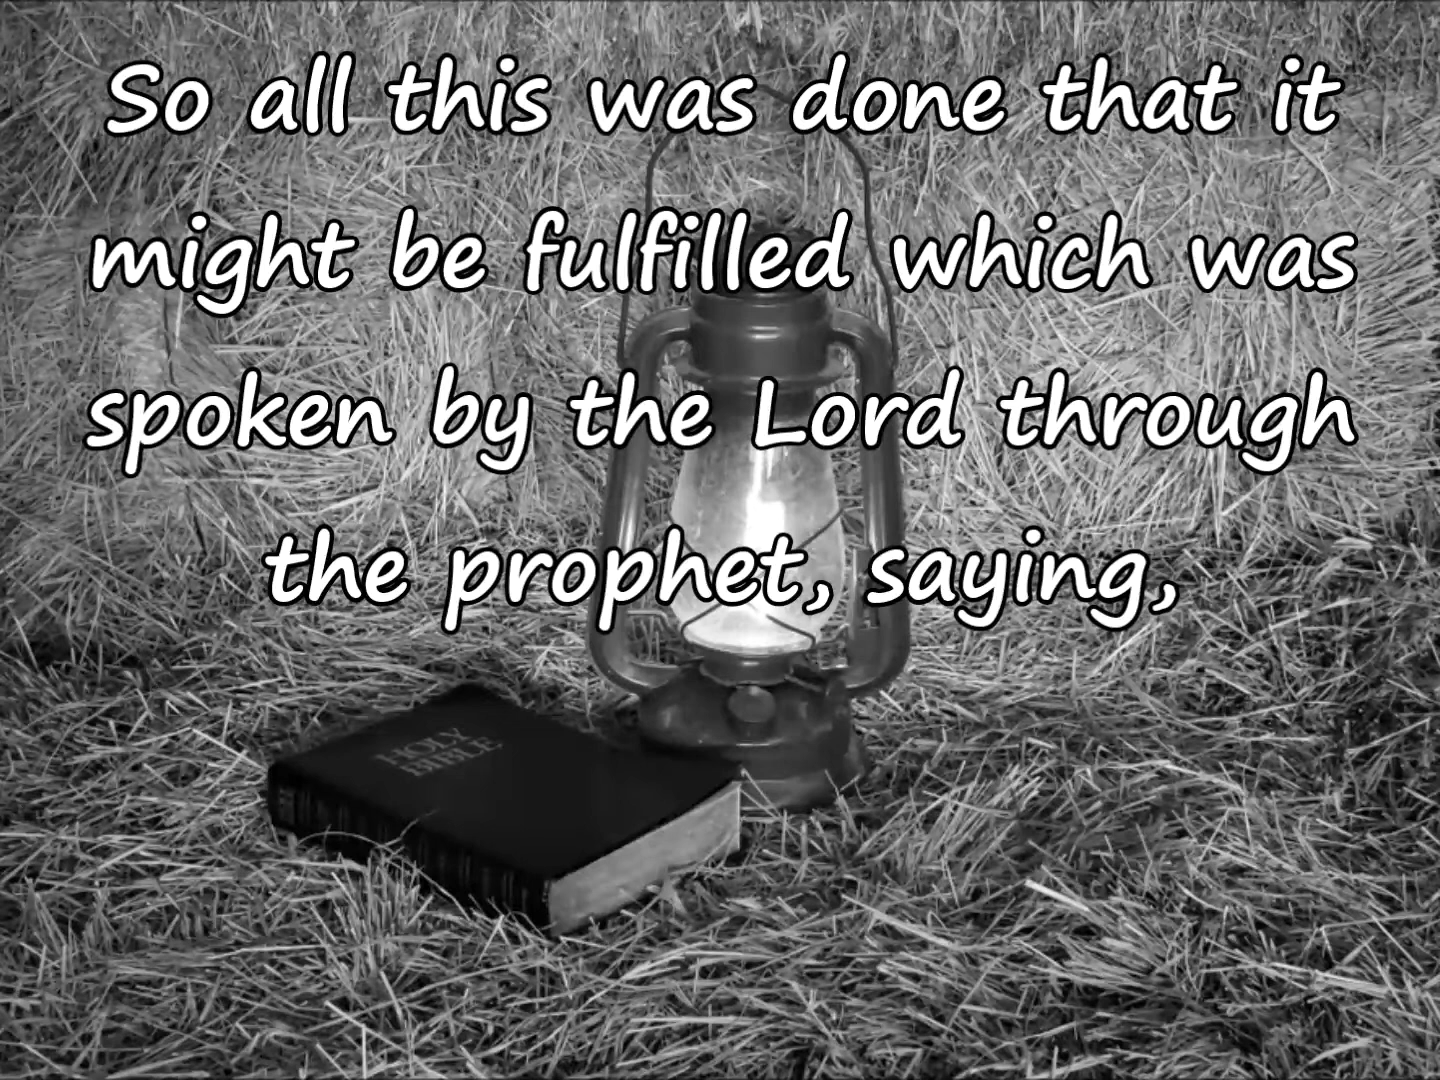 So all this was done that it
might be fulfilled which was
spoken by the Lord through
the prophet, saying,
HOLY
BIBLE